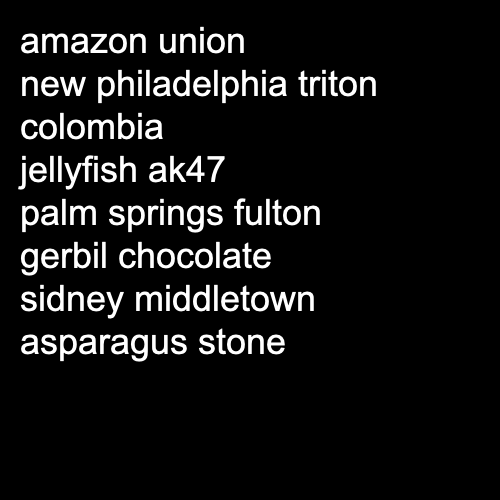 amazon union
new philadelphia triton
colombia
jellyfish ak47
palm springs fulton
gerbil chocolate
sidney middletown
asparagus stone